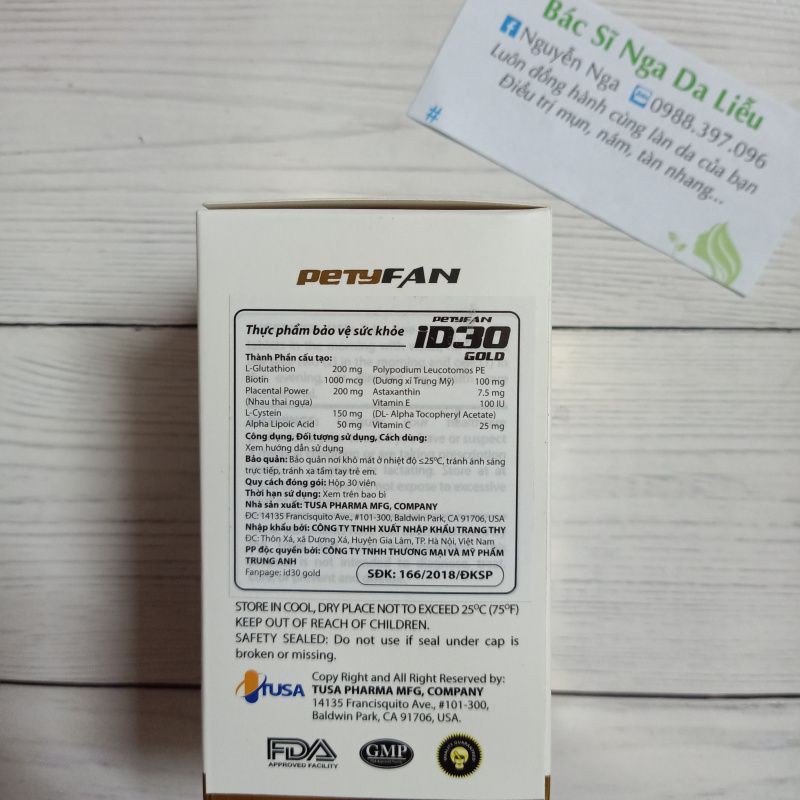 Bác Sĩ Nga Da Liễu
Nguyễn Nga 0988.397.096
Luôn đồng hành cùng làn da của bạn
Điều trị mụn, nám, tàn nhang...
#
PETYFAN
Thực phẩm bảo vệ sức khỏe
PETYFAN
iD30
GOLD
Thành Phần cấu tạo:
L-Glutathion 200 mg Polypodium Leucotomos PE
Biotin 1000 mcg (Dương xỉ Trung Mỹ) 100 mg
Placental Power 200 mg Astaxanthin 7.5 mg
(Nhau thai ngựa) Vitamin E 100 IU
L-Cystein 150 mg (DL- Alpha Tocopheryl Acetate)
Alpha Lipoic Acid 50 mg Vitamin C 25 mg
Công dụng, Đối tượng sử dụng, Cách dùng:
Xem hướng dẫn sử dụng
Bảo quản: Bảo quản nơi khô mát ở nhiệt độ ≤25ºC, tránh ánh sáng
trực tiếp, tránh xa tầm tay trẻ em.
Quy cách đóng gói: Hộp 30 viên
Thời hạn sử dụng: Xem trên bao bì
Nhà sản xuất: TUSA PHARMA MFG, COMPANY
ĐC: 14135 Francisquito Ave., #101-300, Baldwin Park, CA 91706, USA
Nhập khẩu bởi: CÔNG TY TNHH XUẤT NHẬP KHẨU TRANG THY
ĐC: Thôn Xá, xã Dương Xá, Huyện Gia Lâm, TP. Hà Nội, Việt Nam
PP độc quyền bởi: CÔNG TY TNHH THƯƠNG MẠI VÀ MỸ PHẨM
TRUNG ANH
Fanpage: id30 gold SĐK: 166/2018/ĐKSP
STORE IN COOL, DRY PLACE NOT TO EXCEED 25ºC (75ºF)
KEEP OUT OF REACH OF CHILDREN.
SAFETY SEALED: Do not use if seal under cap is
broken or missing.
TUSA
Copy Right and All Right Reserved by:
TUSA PHARMA MFG, COMPANY
14135 Francisquito Ave., #101-300,
Baldwin Park, CA 91706, USA.
FDA
APPROVED FACILITY
GMP